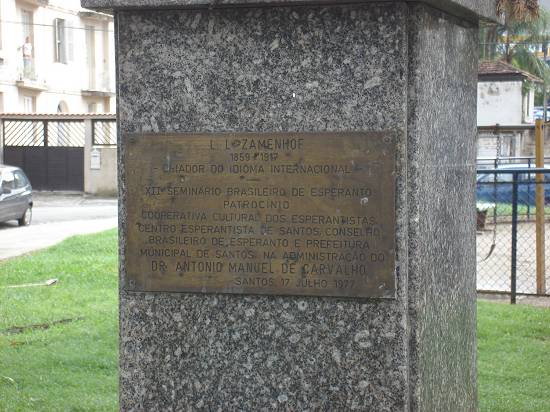 L. L. ZAMENHOF
1859 - 1917
- CRIADOR DO IDIOMA INTERNACIONAL -
XII SEMINÁRIO BRASILEIRO DE ESPERANTO
PATROCÍNIO
COOPERATIVA CULTURAL DOS ESPERANTISTAS,
CENTRO ESPERANTISTA DE SANTOS, CONSELHO
BRASILEIRO DE ESPERANTO E PREFEITURA
MUNICIPAL DE SANTOS, NA ADMINISTRAÇÃO DO
DR. ANTONIO MANUEL DE CARVALHO
SANTOS, 17 JULHO 1977